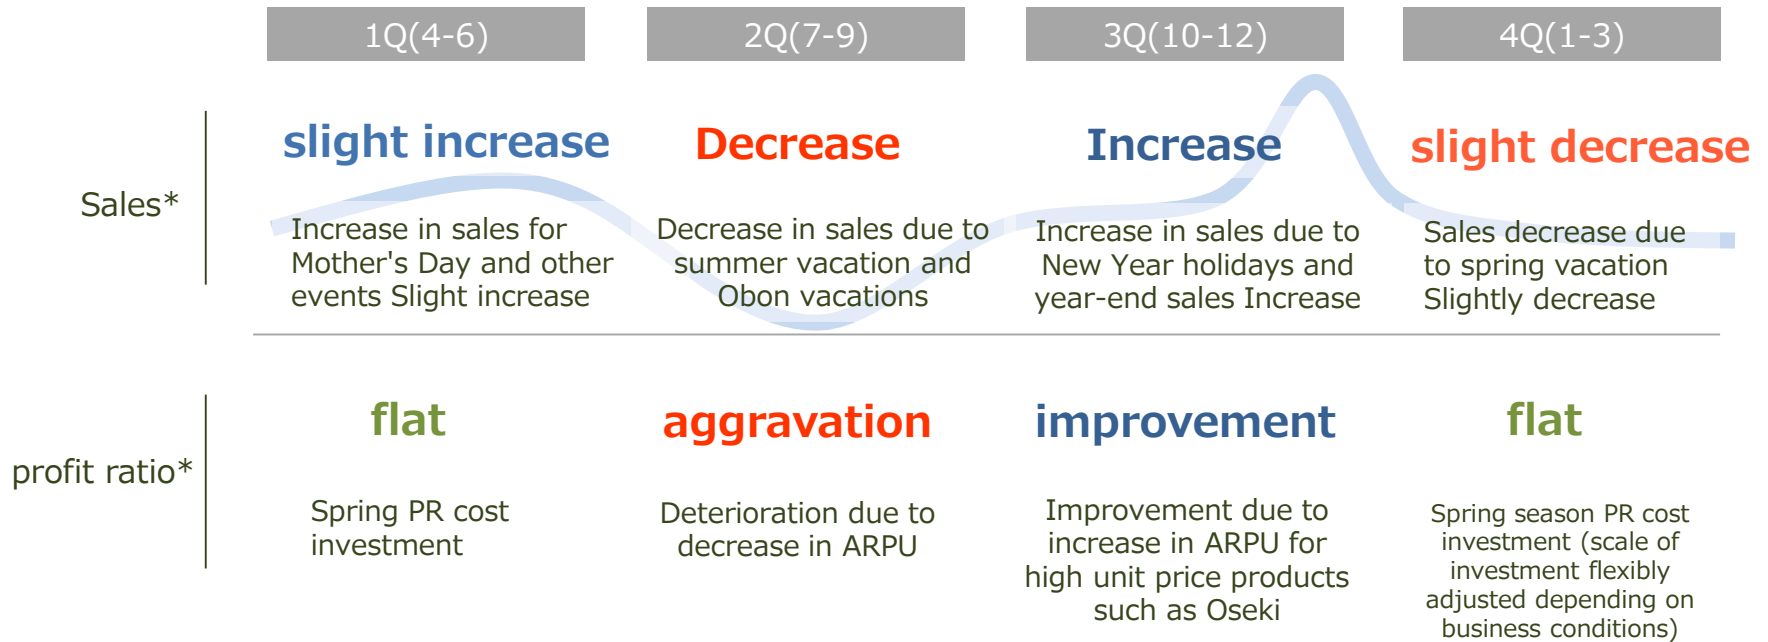 1Q(4-6)
2Q(7-9)
3Q(10-12)
4Q(1-3)
Sales*
slight increase
Increase in sales for
Mother's Day and other
events Slight increase
Decrease
Decrease in sales due to
summer vacation and
Obon vacations
Increase
Increase in sales due to
New Year holidays and
year-end sales Increase
slight decrease
Sales decrease due
to spring vacation
Slightly decrease
profit ratio*
flat
Spring PR cost
investment
aggravation
Deterioration due to
decrease in ARPU
improvement
Improvement due to
increase in ARPU for
high unit price products
such as Oseki
flat
Spring season PR cost
investment (scale of
investment flexibly
adjusted depending on
business conditions)